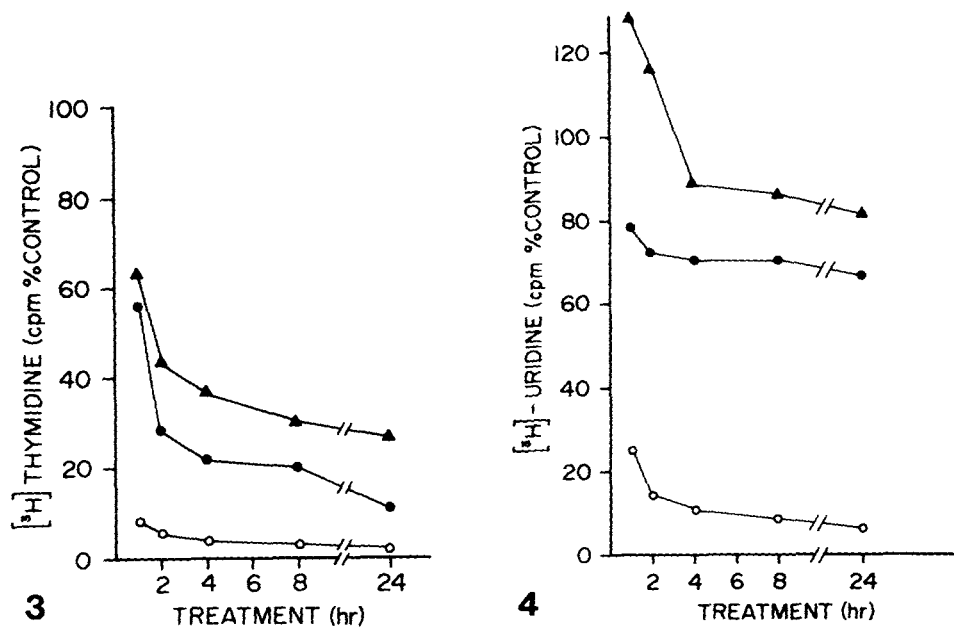 [³H] THYMIDINE (cpm %CONTROL)
100
80
60
40
20
0
2 4 6 8 24
TREATMENT (hr)
3
[³H]-URIDINE (cpm %CONTROL)
120
100
80
60
40
20
0
2 4 6 8 24
TREATMENT (hr)
4